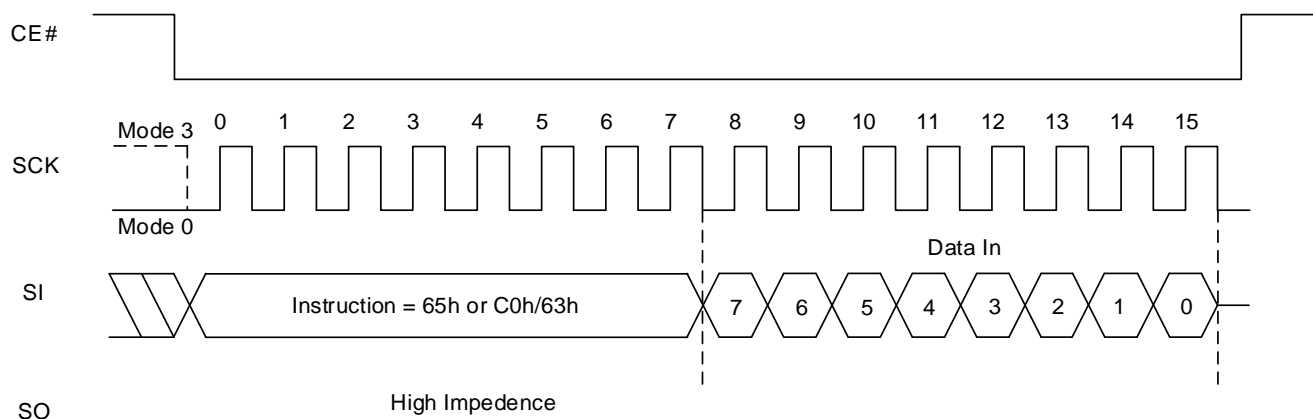 CE#
Mode 3 0 1 2 3 4 5 6 7 8 9 10 11 12 13 14 15
SCK
Mode 0
Data In
SI Instruction = 65h or C0h/63h 7 6 5 4 3 2 1 0
High Impedence
SO